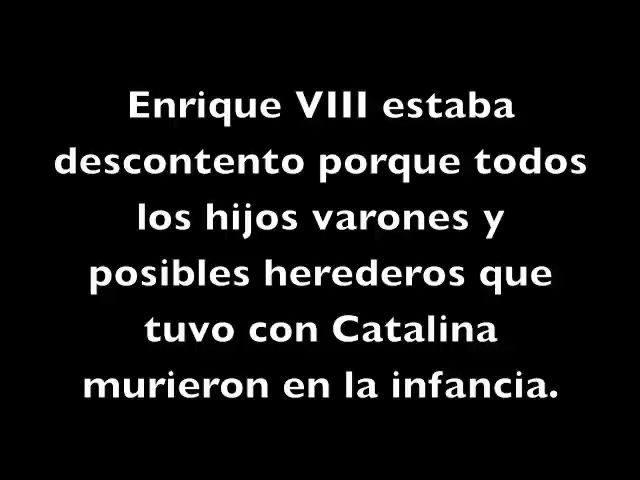 Enrique VIII estaba
descontento porque todos
los hijos varones y
posibles herederos que
tuvo con Catalina
murieron en la infancia.